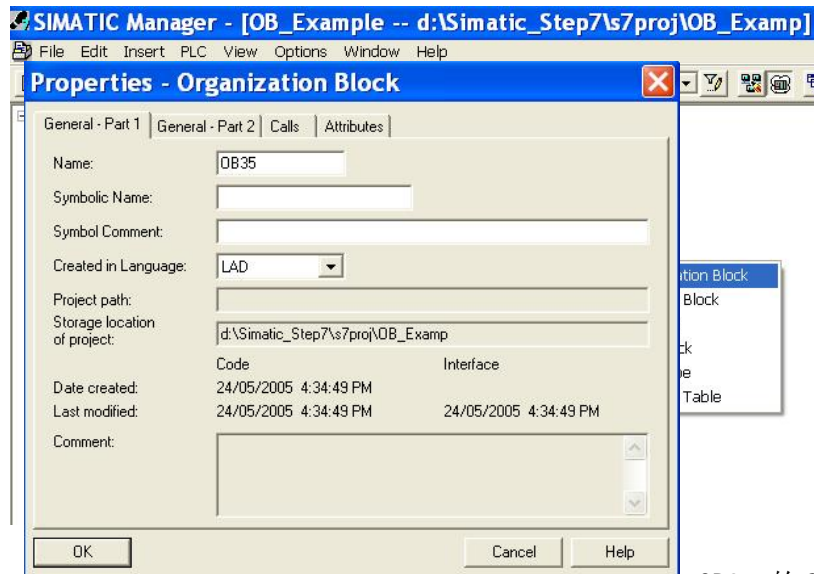 SIMATIC Manager - [OB_Example -- d:\Simatic_Step7\s7proj\OB_Examp]
File Edit Insert PLC View Options Window Help
Properties - Organization Block
General - Part 1 General - Part 2 Calls Attributes
Name: OB35
Symbolic Name:
Symbol Comment:
Created in Language: LAD
Project path:
Storage location
of project: d:\Simatic_Step7\s7proj\OB_Examp
Code Interface
Date created: 24/05/2005 4:34:49 PM
Last modified: 24/05/2005 4:34:49 PM 24/05/2005 4:34:49 PM
Comment:
OK Cancel Help
Block
Block
Table